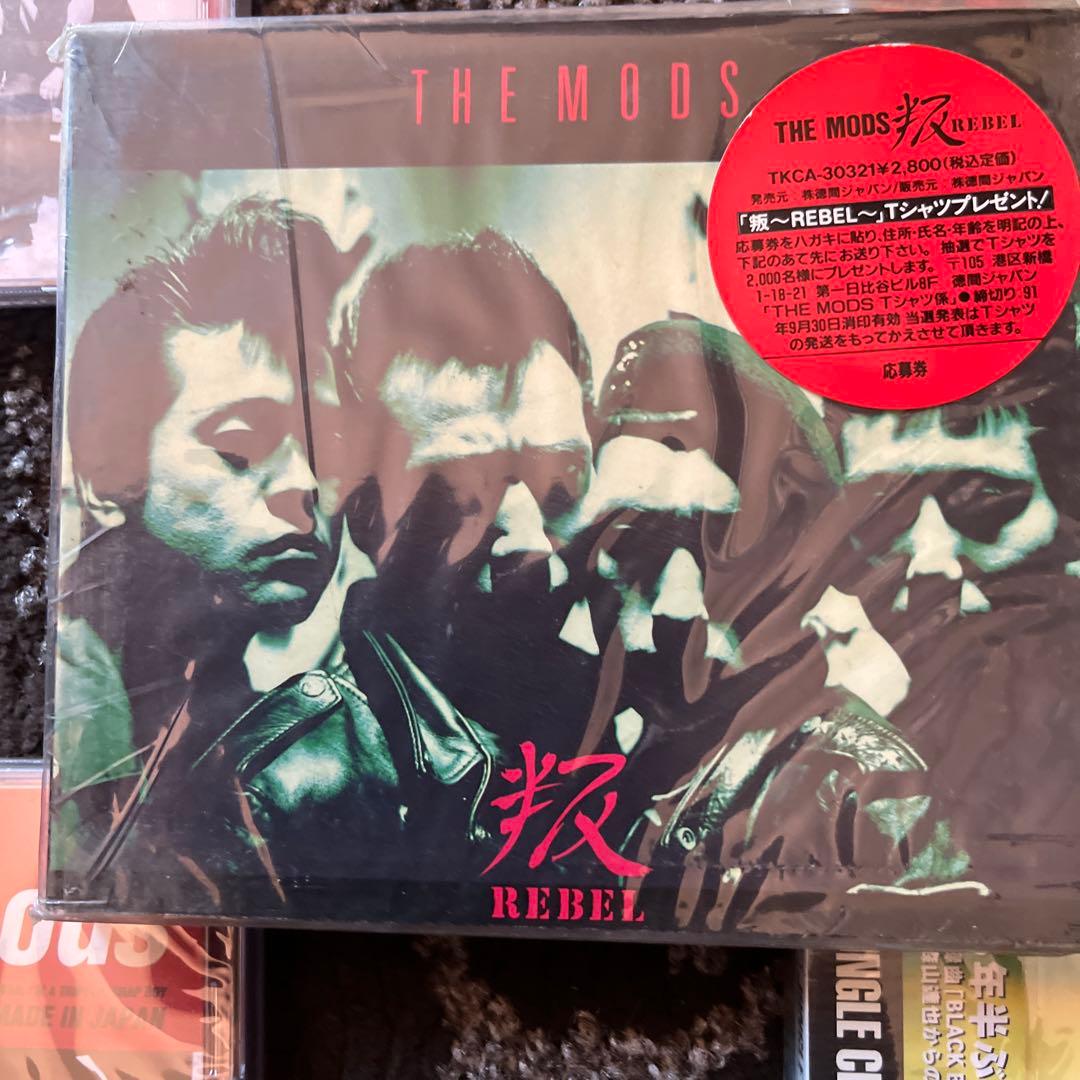 THE MODS
THE MODS 叛 REBEL
TKCA-30321¥2,800(税込定価)
発売元:㈱徳間ジャパン/販売元:㈱徳間ジャパン
「叛〜REBEL〜」Tシャツプレゼント!
応募券をハガキに貼り、住所・氏名・年齢を明記の上、
下記のあて先にお送り下さい。抽選でTシャツを
2,000名様にプレゼントします。〒105 港区新橋
1-18-21 第一日比谷ビル8F 徳間ジャパン
「THE MODS Tシャツ係」●締切り'91
年9月30日消印有効 当選発表はTシャツ
の発送をもってかえさせて頂きます。
応募券
叛
REBEL
ods
MADE IN JAPAN
NGLE C
年半ぶ
「BLACK